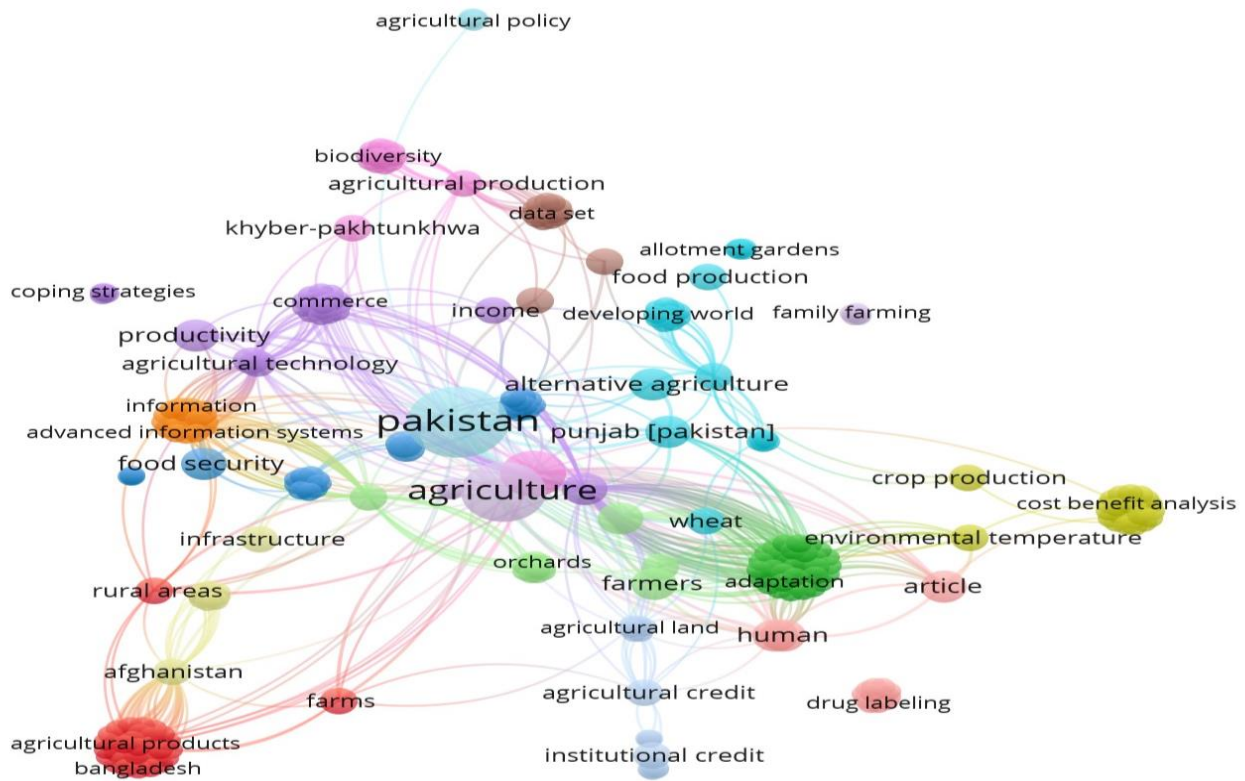 agricultural policy
biodiversity
agricultural production
data set
khyber-pakhtunkhwa
allotment gardens
food production
coping strategies
commerce
income
developing world
family farming
productivity
agricultural technology
alternative agriculture
information
pakistan
advanced information systems
punjab [pakistan]
food security
crop production
agriculture
cost benefit analysis
wheat
infrastructure
environmental temperature
orchards
rural areas
farmers
adaptation
article
agricultural land
human
afghanistan
agricultural credit
farms
drug labeling
agricultural products
institutional credit
bangladesh